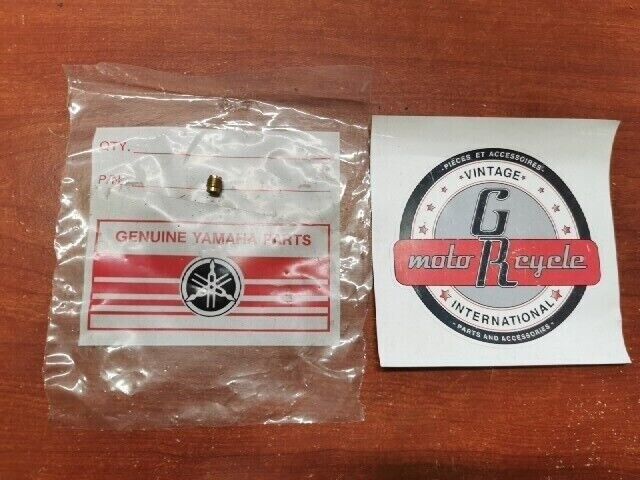 QTY.
P/N.
GENUINE YAMAHA PARTS
- PIÈCES ET ACCESSOIRES -
• VINTAGE •
G
moto R cycle
INTERNATIONAL
- PARTS AND ACCESSORIES -